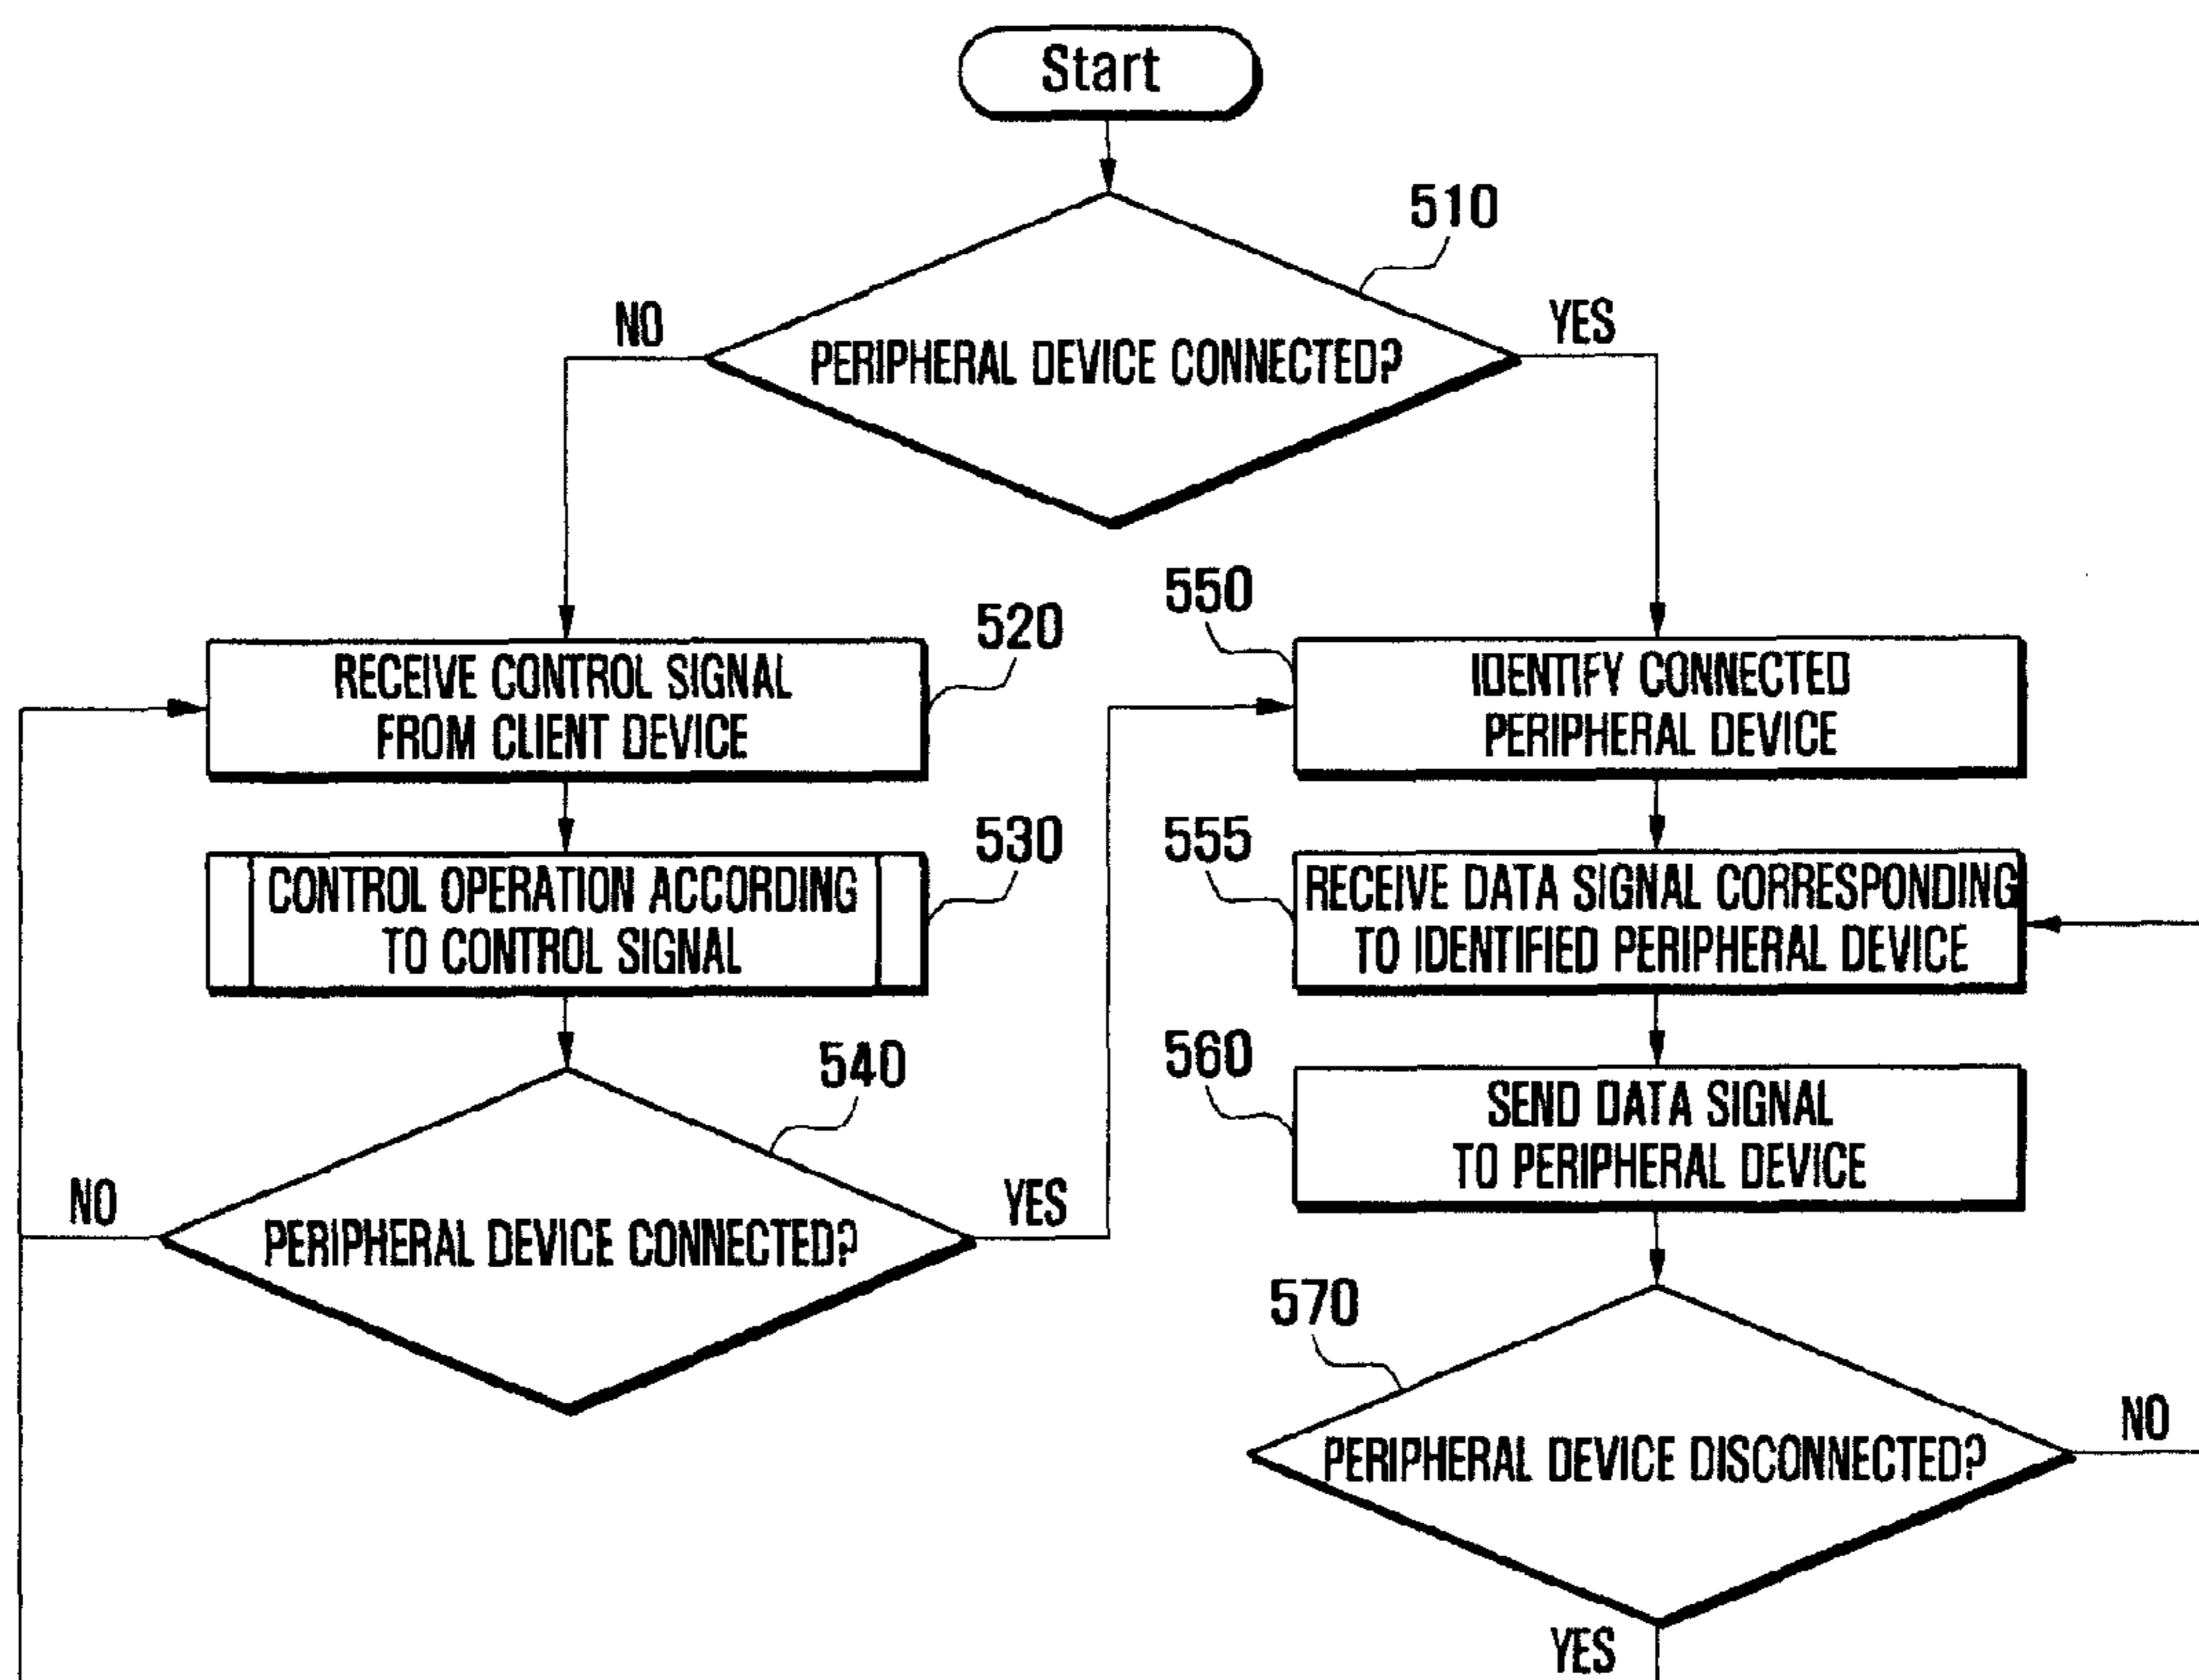 Start
510
NO
YES
PERIPHERAL DEVICE CONNECTED?
550
520
RECEIVE CONTROL SIGNAL
FROM CLIENT DEVICE
IDENTIFY CONNECTED
PERIPHERAL DEVICE
530
555
CONTROL OPERATION ACCORDING
TO CONTROL SIGNAL
RECEIVE DATA SIGNAL CORRESPONDING
TO IDENTIFIED PERIPHERAL DEVICE
540
560
SEND DATA SIGNAL
TO PERIPHERAL DEVICE
NO
YES
PERIPHERAL DEVICE CONNECTED?
570
NO
PERIPHERAL DEVICE DISCONNECTED?
YES